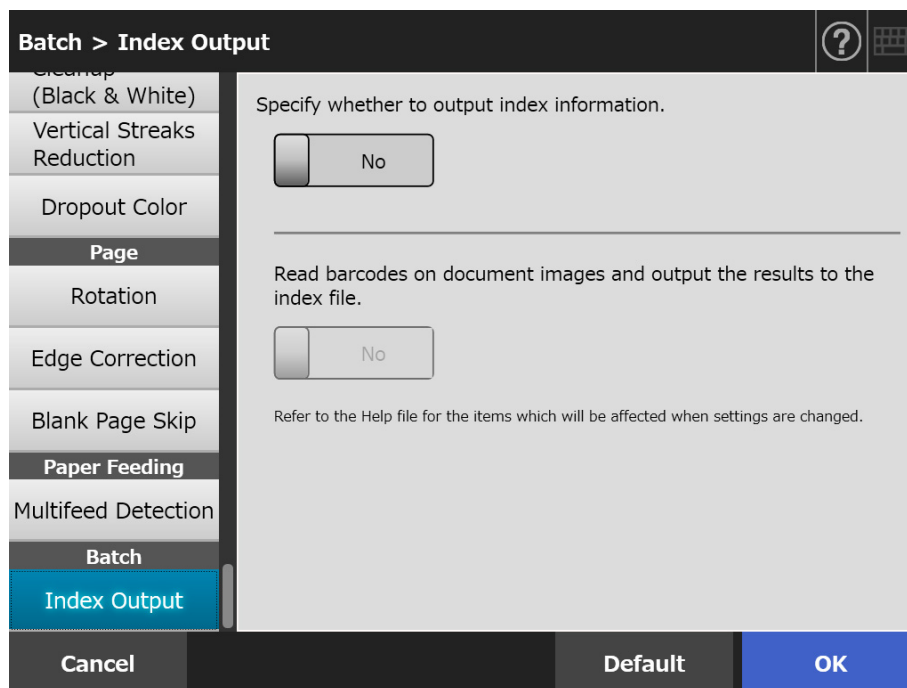 Batch > Index Output
?
Cleanup
(Black & White)
Vertical Streaks
Reduction
Dropout Color
Page
Rotation
Edge Correction
Blank Page Skip
Paper Feeding
Multifeed Detection
Batch
Index Output
Specify whether to output index information.
No
Read barcodes on document images and output the results to the
index file.
No
Refer to the Help file for the items which will be affected when settings are changed.
Cancel
Default
OK